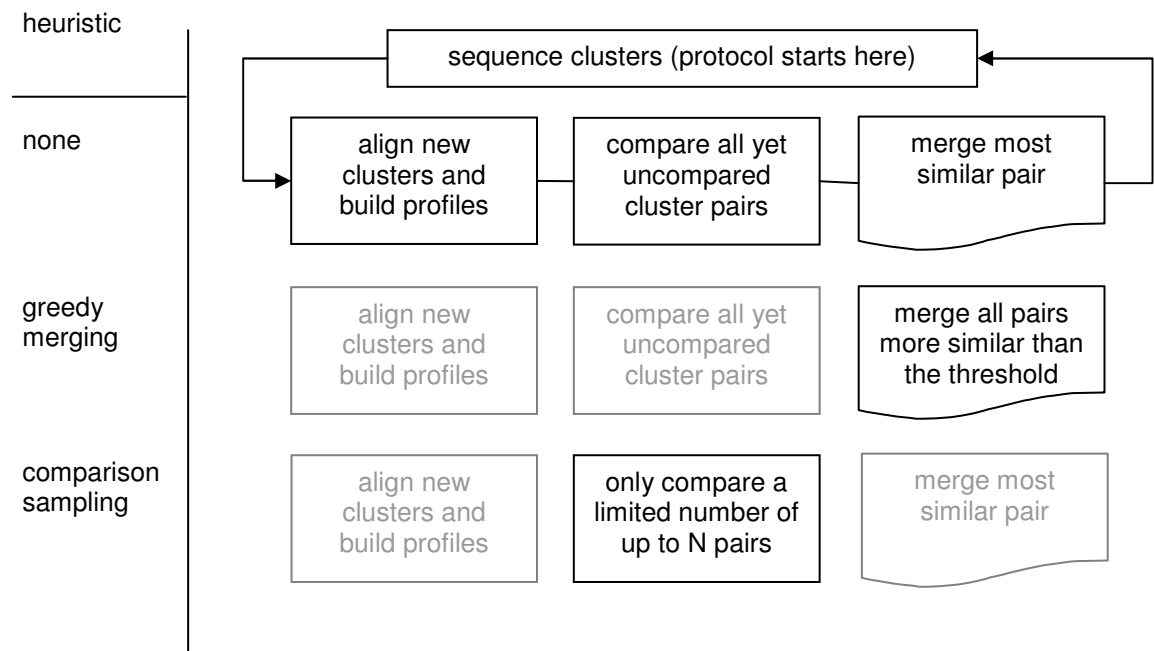 heuristic
sequence clusters (protocol starts here)
none
align new
clusters and
build profiles
compare all yet
uncompared
cluster pairs
merge most
similar pair
greedy
merging
align new
clusters and
build profiles
compare all yet
uncompared
cluster pairs
merge all pairs
more similar than
the threshold
comparison
sampling
align new
clusters and
build profiles
only compare a
limited number of
up to N pairs
merge most
similar pair